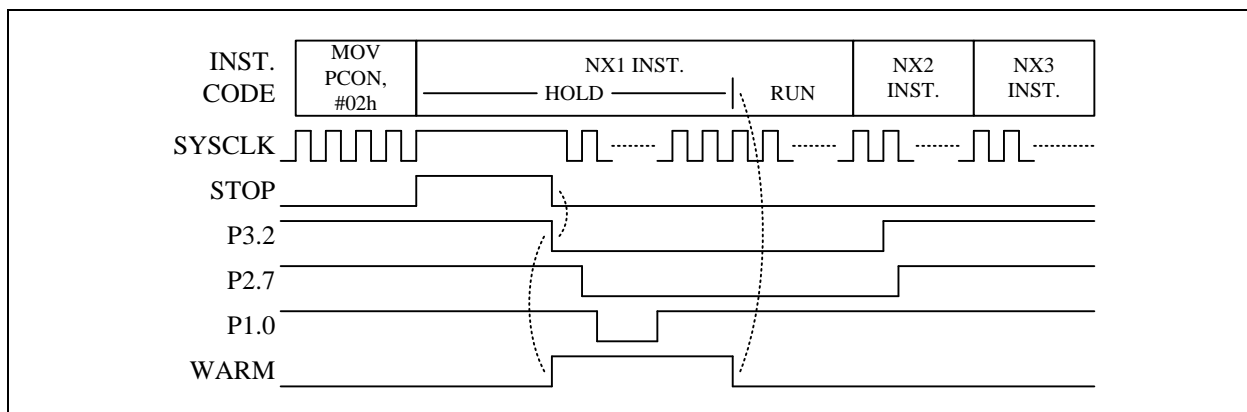 INST.
CODE
MOV
PCON,
#02h
NX1 INST.
HOLD
RUN
NX2
INST.
NX3
INST.
SYSCLK
STOP
P3.2
P2.7
P1.0
WARM